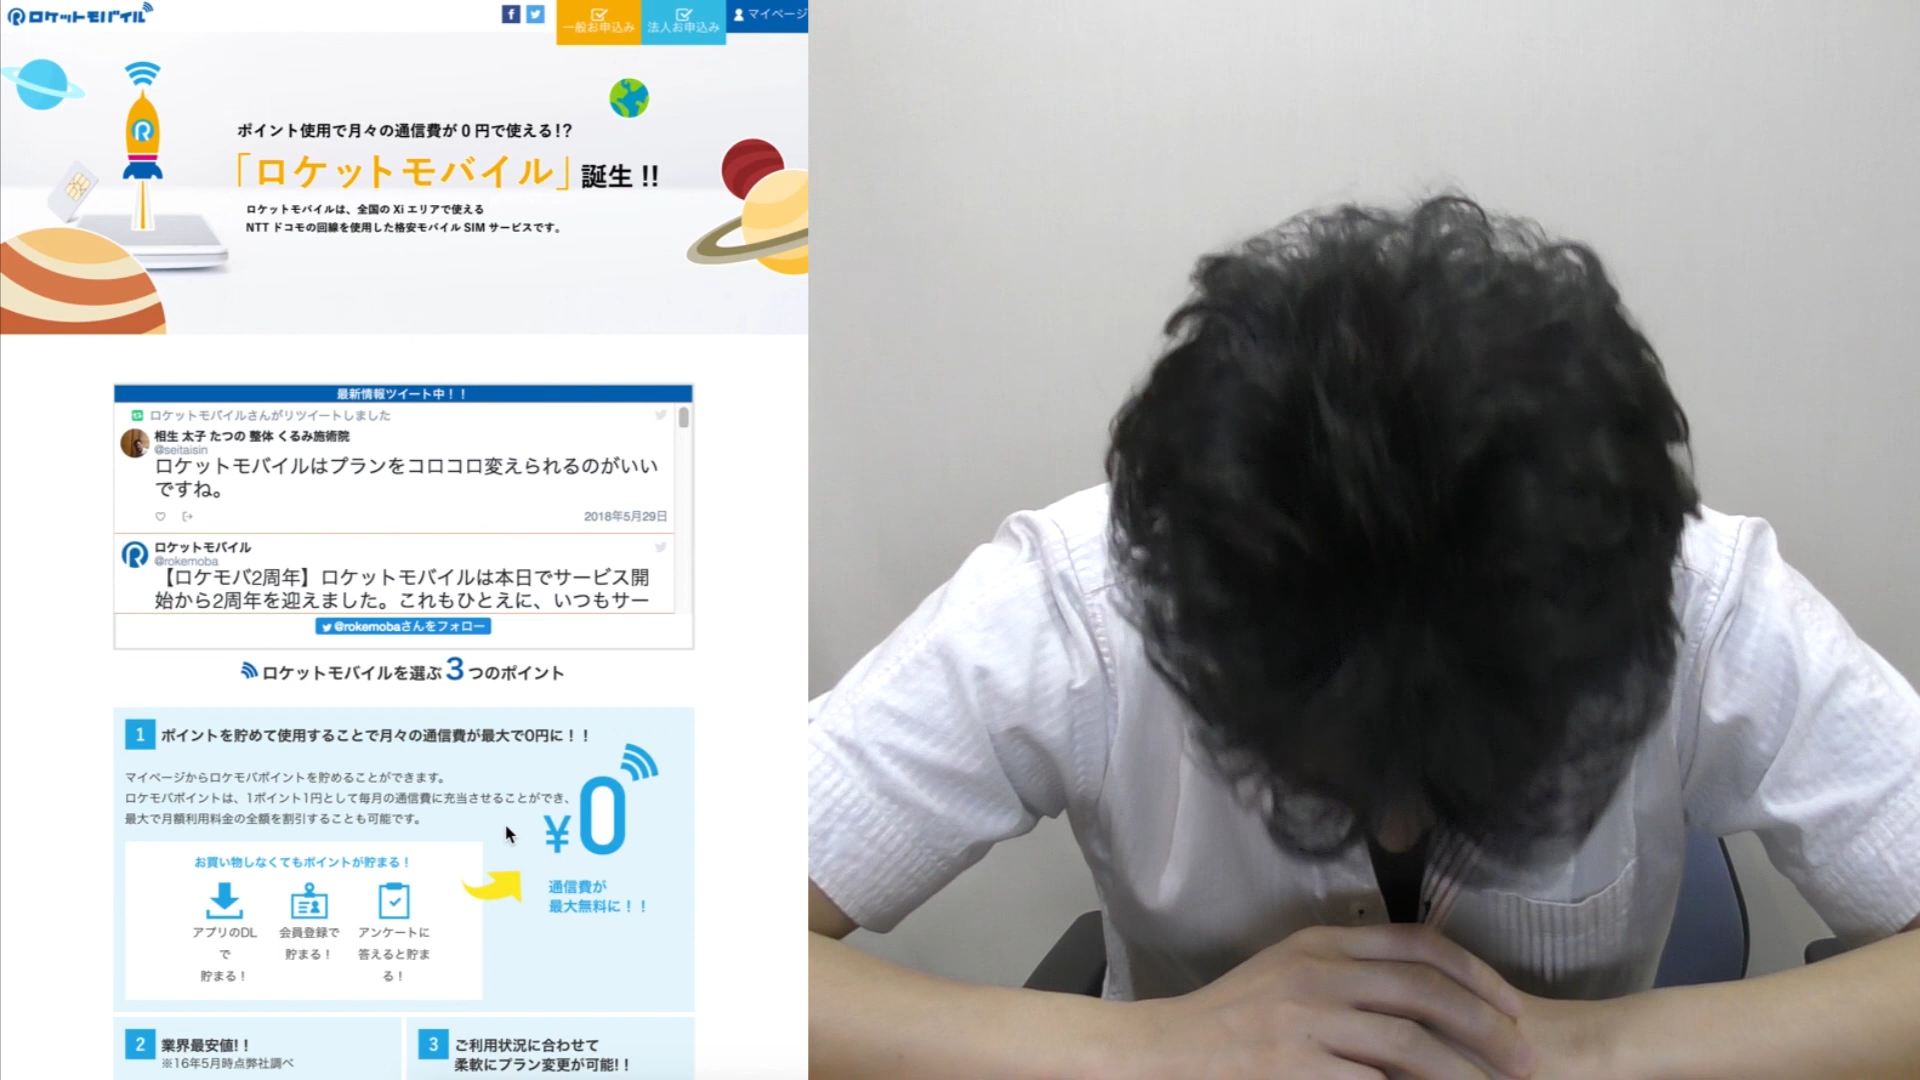 ロケットモバイル
一般お申込み
法人お申込み
マイページ
ポイント使用で月々の通信費が0円で使える!?
「ロケットモバイル」誕生!!
ロケットモバイルは、全国の Xi エリアで使える
NTT ドコモの回線を使用した格安モバイル SIM サービスです。
最新情報ツイート中！！
ロケットモバイルさんがリツイートしました
相生 太子 たつの 整体 くるみ施術院
@seitaisin
ロケットモバイルはプランをコロコロ変えられるのがいい
ですね。
2018年5月29日
ロケットモバイル
@rokemoba
【ロケモバ2周年】ロケットモバイルは本日でサービス開
始から2周年を迎えました。これもひとえに、いつもサー
@rokemobaさんをフォロー
ロケットモバイルを選ぶ 3 つのポイント
1 ポイントを貯めて使用することで月々の通信費が最大で0円に！！
マイページからロケモバポイントを貯めることができます。
ロケモバポイントは、1ポイント1円として毎月の通信費に充当させることができ、
最大で月額利用料金の全額を割引することも可能です。
¥0
通信費が
最大無料に！！
お買い物しなくてもポイントが貯まる！
アプリのDL
で
貯まる！
会員登録で
貯まる！
アンケートに
答えると貯ま
る！
2 業界最安値!！
※16年5月時点弊社調べ
3 ご利用状況に合わせて
柔軟にプラン変更が可能!！